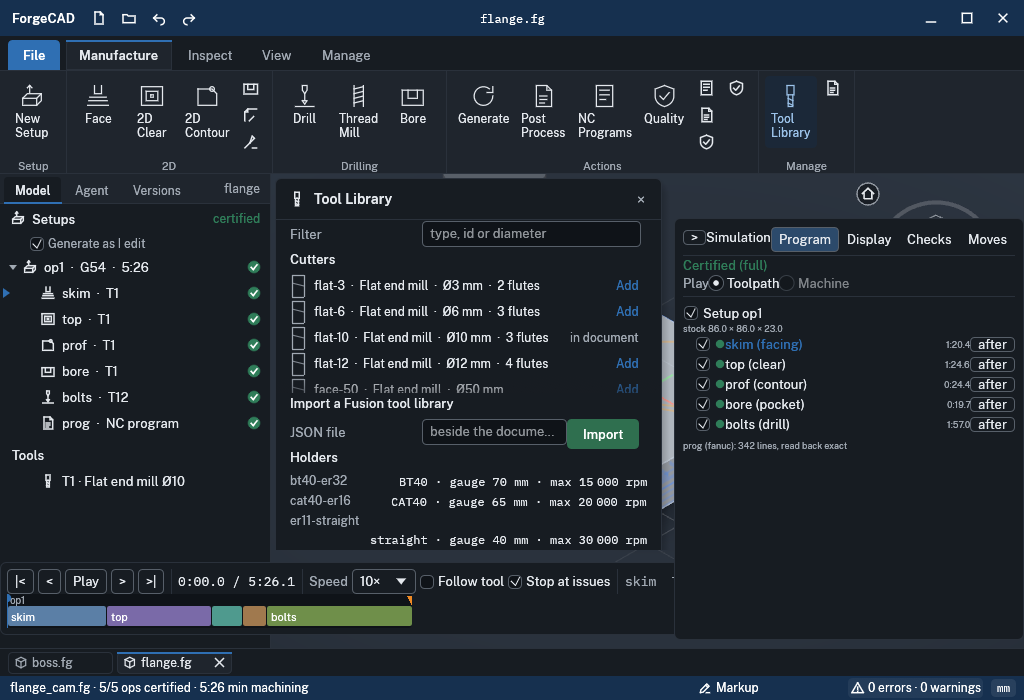 ForgeCAD
flange.fg
File Manufacture Inspect View Manage
New Setup
Face
2D Clear
2D Contour
Drill
Thread Mill
Bore
Generate
Post Process
NC Programs
Quality
Tool Library
Setup 2D Drilling Actions Manage
Model Agent Versions flange
Setups certified
Generate as I edit
op1 · G54 · 5:26
skim · T1
top · T1
prof · T1
bore · T1
bolts · T12
prog · NC program
Tools
T1 · Flat end mill Ø10
Tool Library ×
Filter type, id or diameter
Cutters
flat-3 · Flat end mill · Ø3 mm · 2 flutes Add
flat-6 · Flat end mill · Ø6 mm · 3 flutes Add
flat-10 · Flat end mill · Ø10 mm · 3 flutes in document
flat-12 · Flat end mill · Ø12 mm · 4 flutes Add
face-50 · Flat end mill · Ø50 mm Add
Import a Fusion tool library
JSON file beside the docume... Import
Holders
bt40-er32 BT40 · gauge 70 mm · max 15 000 rpm
cat40-er16 CAT40 · gauge 65 mm · max 20 000 rpm
er11-straight
straight · gauge 40 mm · max 30 000 rpm
> Simulation Program Display Checks Moves
Certified (full)
Play Toolpath Machine
Setup op1
stock 86.0 × 86.0 × 23.0
skim (facing) 1:20.4 after
top (clear) 1:24.6 after
prof (contour) 0:24.4 after
bore (pocket) 0:19.7 after
bolts (drill) 1:57.0 after
prog (fanuc): 342 lines, read back exact
|< < Play > >| 0:00.0 / 5:26.1 Speed 10× Follow tool Stop at issues skim
op1
skim top bolts
boss.fg flange.fg
flange_cam.fg · 5/5 ops certified · 5:26 min machining Markup 0 errors · 0 warnings mm